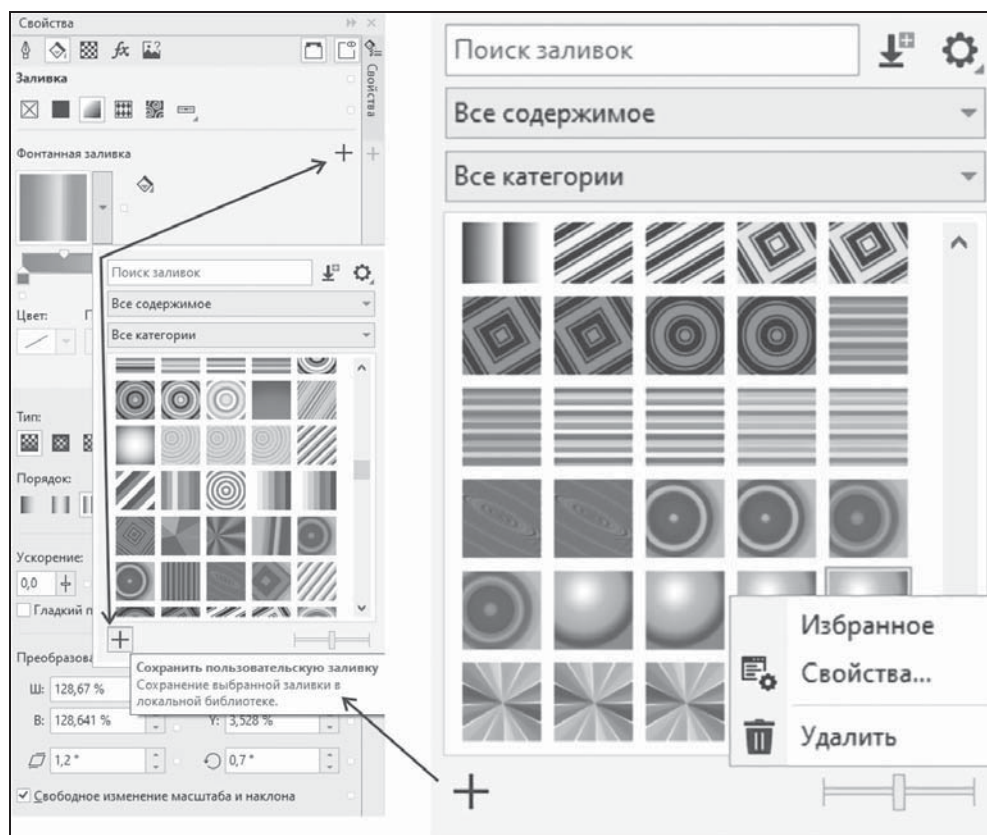 Свойства
fx
Свойства
Заливка
Фонтанная заливка
Поиск заливок
Все содержимое
Все категории
Цвет:
Тип:
Порядок:
Ускорение:
0,0
Гладкий
Сохранить пользовательскую заливку
Сохранение выбранной заливки в
локальной библиотеке.
Преобразова
Ш: 128,67 %
В: 128,641 % Y: 3,528 %
1,2 ° 0,7 °
Свободное изменение масштаба и наклона
Поиск заливок
Все содержимое
Все категории
Избранное
Свойства...
Удалить